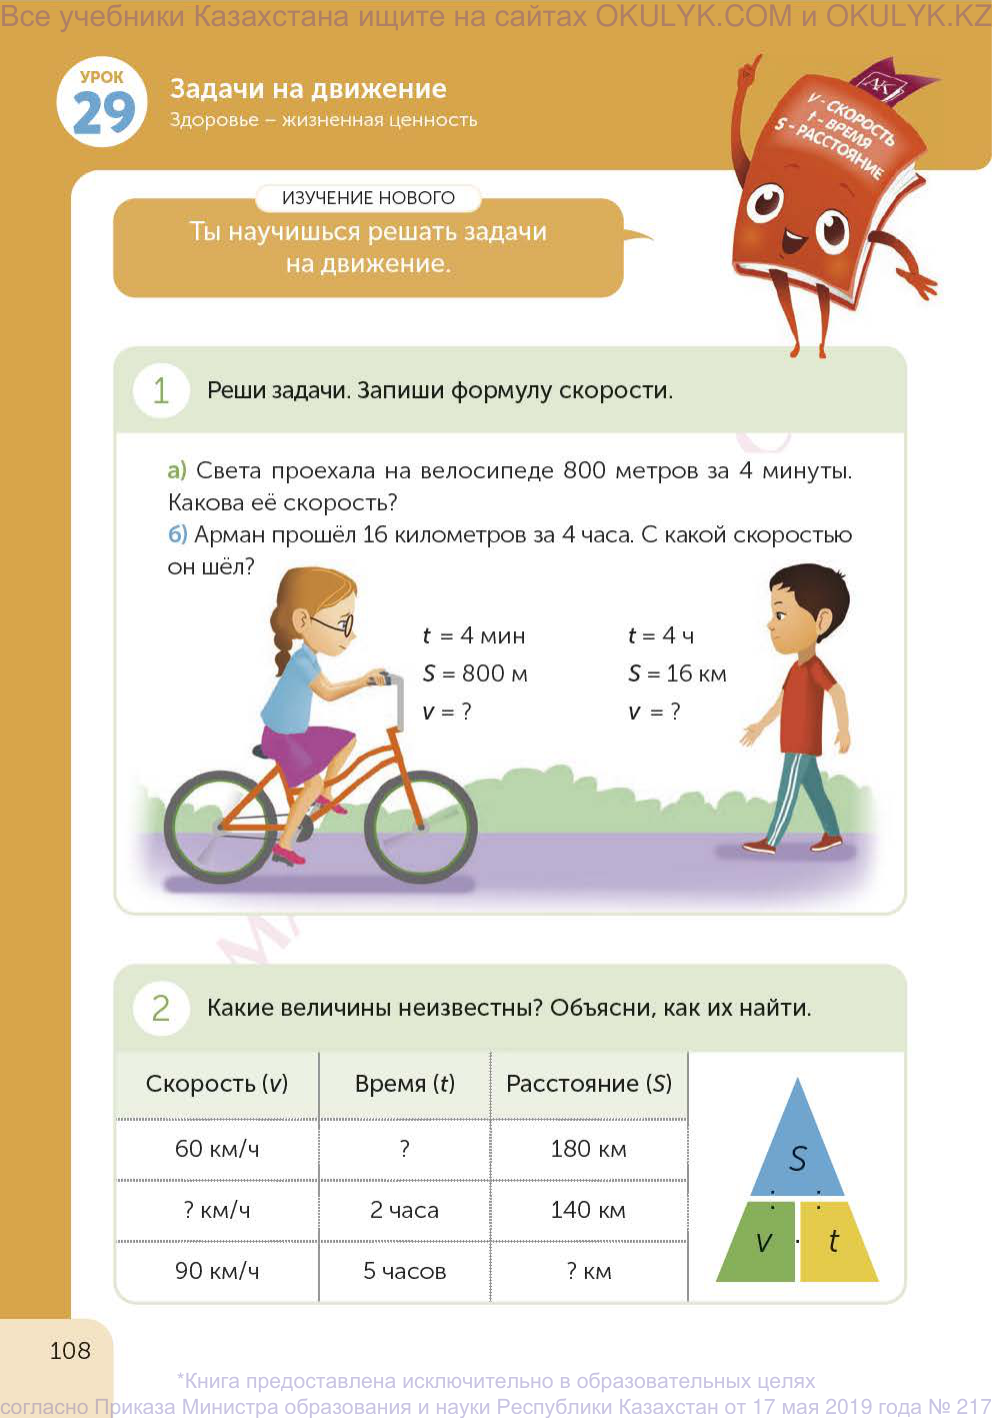 Все учебники Казахстана ищите на сайтах OKULYK.COM и OKULYK.KZ
УРОК
29
Задачи на движение
Здоровье – жизненная ценность
АКЛ
v - СКОРОСТЬ
t - ВРЕМЯ
S - РАССТОЯНИЕ
ИЗУЧЕНИЕ НОВОГО
Ты научишься решать задачи
на движение.
1 Реши задачи. Запиши формулу скорости.
а) Света проехала на велосипеде 800 метров за 4 минуты.
Какова её скорость?
б) Арман прошёл 16 километров за 4 часа. С какой скоростью
он шёл?
t = 4 мин
S = 800 м
v = ?
t = 4 ч
S = 16 км
v = ?
2 Какие величины неизвестны? Объясни, как их найти.
Скорость (v) Время (t) Расстояние (S)
60 км/ч ? 180 км
? км/ч 2 часа 140 км
90 км/ч 5 часов ? км
S
: :
v · t
108
*Книга предоставлена исключительно в образовательных целях
согласно Приказа Министра образования и науки Республики Казахстан от 17 мая 2019 года № 217